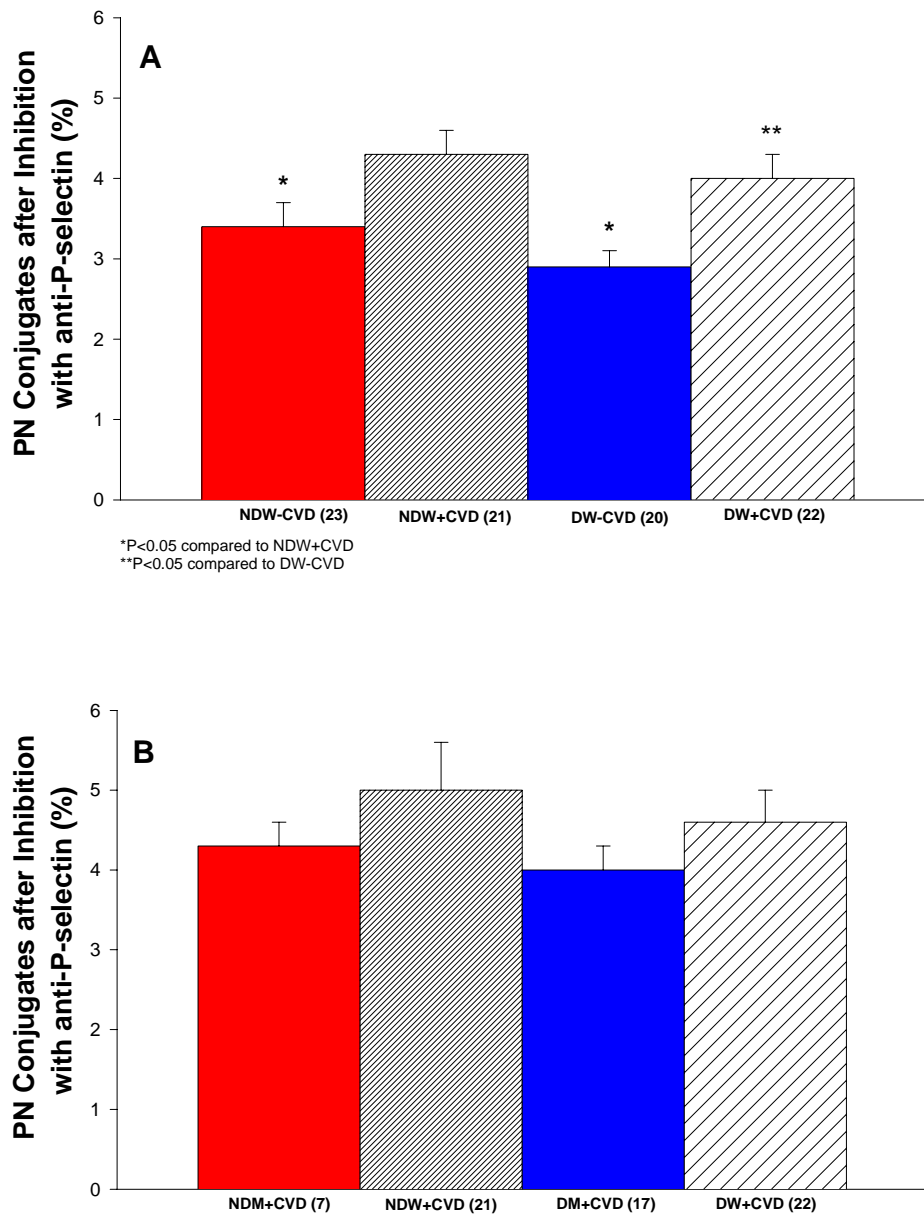 6
A
5
4
3
2
1
0
PN Conjugates after Inhibition
with anti-P-selectin (%)
*
**
*
NDW-CVD (23) NDW+CVD (21) DW-CVD (20) DW+CVD (22)
*P<0.05 compared to NDW+CVD
**P<0.05 compared to DW-CVD
6
B
5
4
3
2
1
0
PN Conjugates after Inhibition
with anti-P-selectin (%)
NDM+CVD (7) NDW+CVD (21) DM+CVD (17) DW+CVD (22)